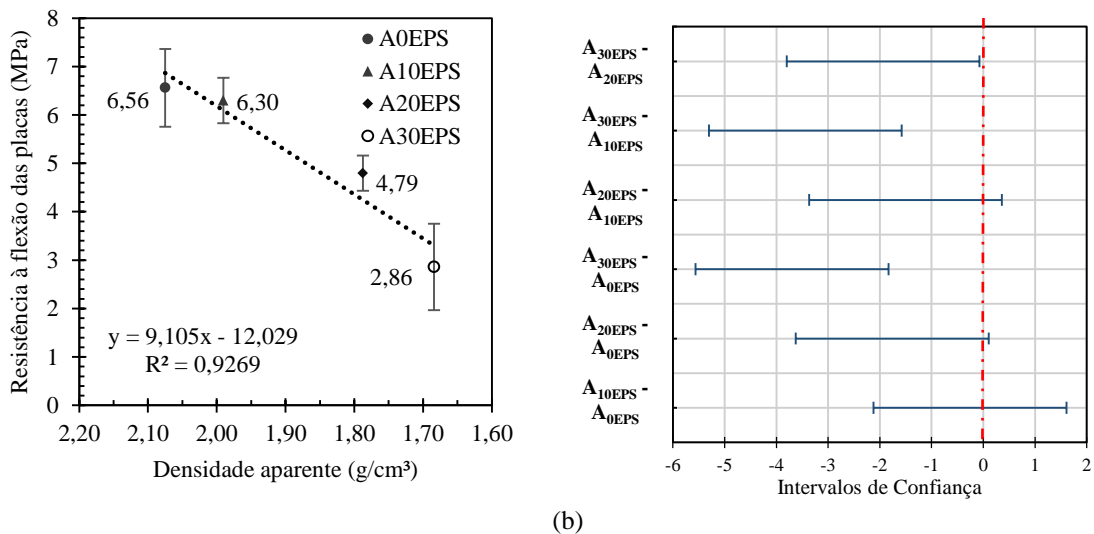 Resistência à flexão das placas (MPa)
8
7
6
5
4
3
2
1
0
6,56
6,30
4,79
2,86
A0EPS
A10EPS
A20EPS
A30EPS
y = 9,105x - 12,029
R² = 0,9269
2,20 2,10 2,00 1,90 1,80 1,70 1,60
Densidade aparente (g/cm³)
A30EPS -
A20EPS
A30EPS -
A10EPS
A20EPS -
A10EPS
A30EPS -
A0EPS
A20EPS -
A0EPS
A10EPS -
A0EPS
-6 -5 -4 -3 -2 -1 0 1 2
Intervalos de Confiança
(b)